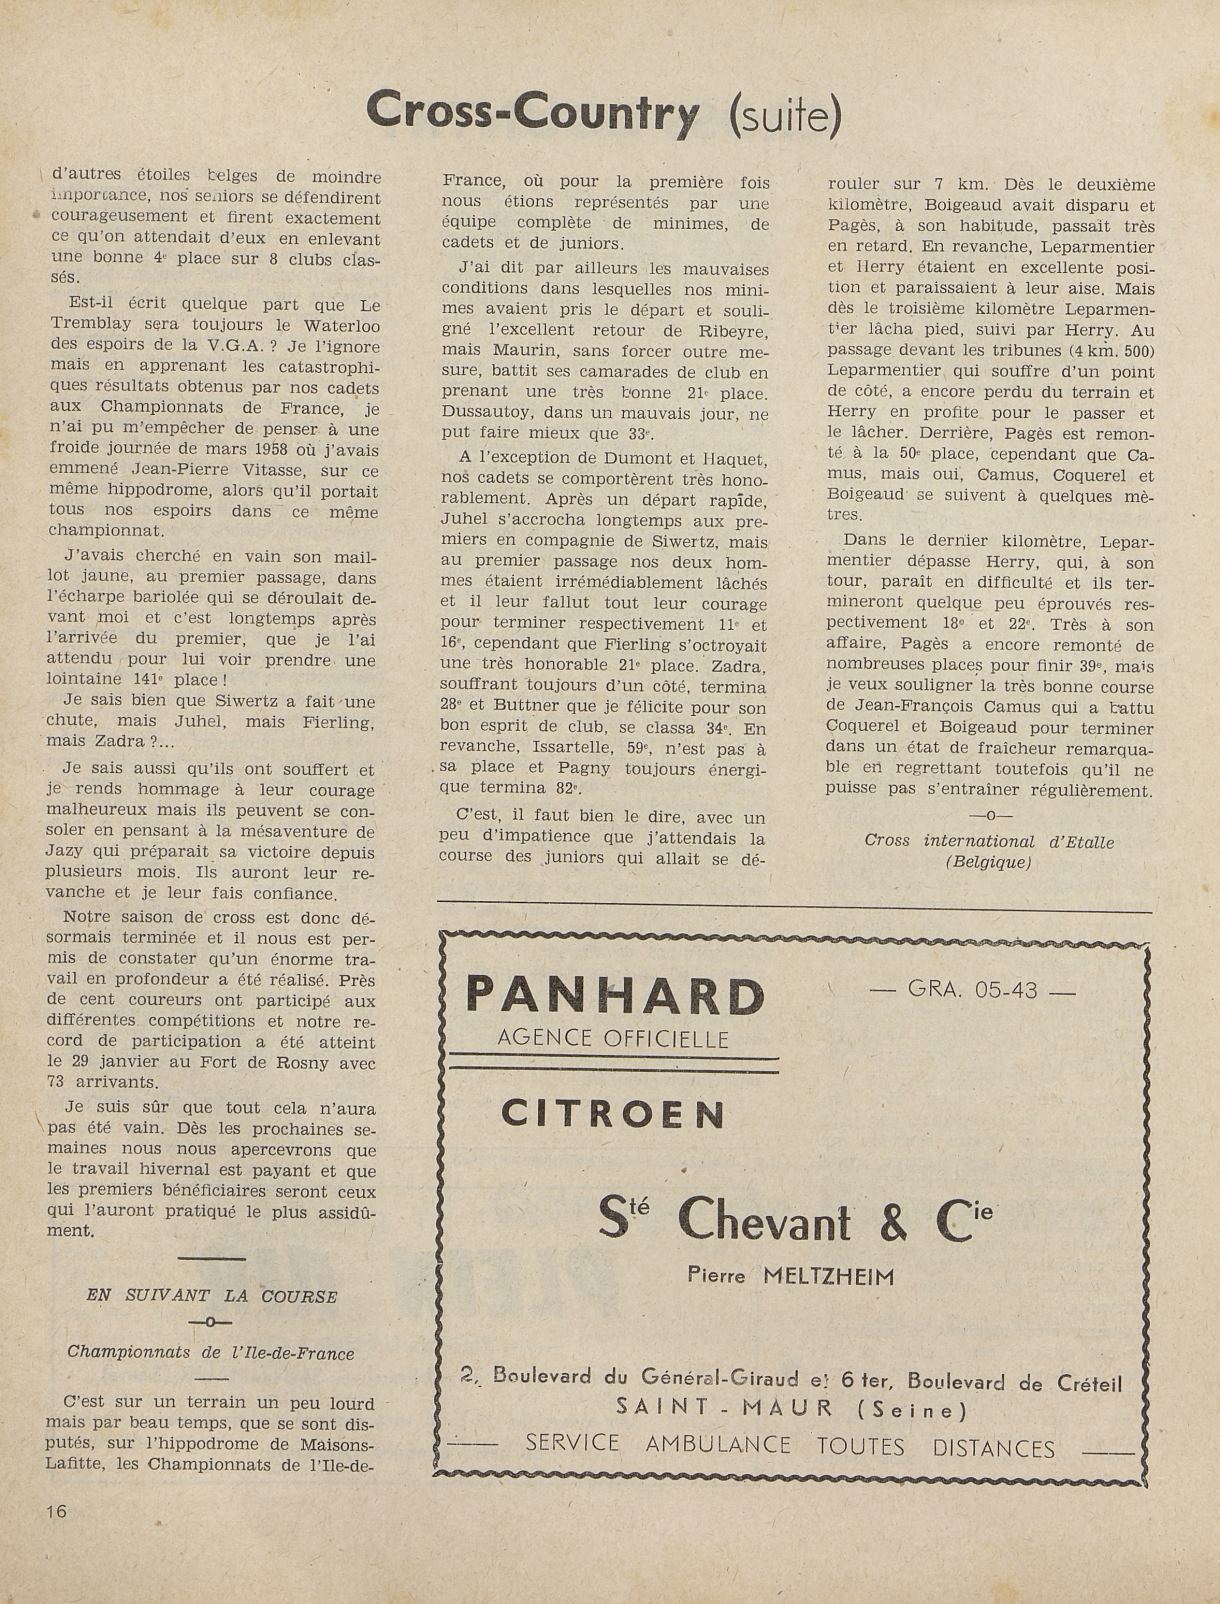 Cross-Country (suite)
d'autres étoiles belges de moindre
importance, nos seniors se défendirent
courageusement et firent exactement
ce qu'on attendait d'eux en enlevant
une bonne 4e place sur 8 clubs clas-
sés.
Est-il écrit quelque part que Le
Tremblay sera toujours le Waterloo
des espoirs de la V.G.A. ? Je l'ignore
mais en apprenant les catastrophi-
ques résultats obtenus par nos cadets
aux Championnats de France, je
n'ai pu m'empêcher de penser à une
froide journée de mars 1958 où j'avais
emmené Jean-Pierre Vitasse, sur ce
même hippodrome, alors qu'il portait
tous nos espoirs dans ce même
championnat.
J'avais cherché en vain son mail-
lot jaune, au premier passage, dans
l'écharpe bariolée qui se déroulait de-
vant moi et c'est longtemps après
l'arrivée du premier, que je l'ai
attendu pour lui voir prendre une
lointaine 141e place !
Je sais bien que Siwertz a fait une
chute, mais Juhel, mais Fierling,
mais Zadra ?...
Je sais aussi qu'ils ont souffert et
je rends hommage à leur courage
malheureux mais ils peuvent se con-
soler en pensant à la mésaventure de
Jazy qui préparait sa victoire depuis
plusieurs mois. Ils auront leur re-
vanche et je leur fais confiance.
Notre saison de cross est donc dé-
sormais terminée et il nous est per-
mis de constater qu'un énorme tra-
vail en profondeur a été réalisé. Près
de cent coureurs ont participé aux
différentes compétitions et notre re-
cord de participation a été atteint
le 29 janvier au Fort de Rosny avec
73 arrivants.
Je suis sûr que tout cela n'aura
pas été vain. Dès les prochaines se-
maines nous nous apercevrons que
le travail hivernal est payant et que
les premiers bénéficiaires seront ceux
qui l'auront pratiqué le plus assidû-
ment.
EN SUIVANT LA COURSE
—o—
Championnats de l'Ile-de-France
C'est sur un terrain un peu lourd
mais par beau temps, que se sont dis-
putés, sur l'hippodrome de Maisons-
Lafitte, les Championnats de l'Ile-de-
France, où pour la première fois
nous étions représentés par une
équipe complète de minimes, de
cadets et de juniors.
J'ai dit par ailleurs les mauvaises
conditions dans lesquelles nos mini-
mes avaient pris le départ et souli-
gné l'excellent retour de Ribeyre,
mais Maurin, sans forcer outre me-
sure, battit ses camarades de club en
prenant une très bonne 21e place.
Dussautoy, dans un mauvais jour, ne
put faire mieux que 33e.
A l'exception de Dumont et Haquet,
nos cadets se comportèrent très hono-
rablement. Après un départ rapide,
Juhel s'accrocha longtemps aux pre-
miers en compagnie de Siwertz, mais
au premier passage nos deux hom-
mes étaient irrémédiablement lâchés
et il leur fallut tout leur courage
pour terminer respectivement 11e et
16e, cependant que Fierling s'octroyait
une très honorable 21e place. Zadra,
souffrant toujours d'un côté, termina
28e et Buttner que je félicite pour son
bon esprit de club, se classa 34e. En
revanche, Issartelle, 59e, n'est pas à
sa place et Pagny toujours énergi-
que termina 82e.
C'est, il faut bien le dire, avec un
peu d'impatience que j'attendais la
course des juniors qui allait se dé-
rouler sur 7 km. Dès le deuxième
kilomètre, Boigeaud avait disparu et
Pagès, à son habitude, passait très
en retard. En revanche, Leparmentier
et Herry étaient en excellente posi-
tion et paraissaient à leur aise. Mais
dès le troisième kilomètre Leparmen-
tier lâcha pied, suivi par Herry. Au
passage devant les tribunes (4 km. 500)
Leparmentier qui souffre d'un point
de côté, a encore perdu du terrain et
Herry en profite pour le passer et
le lâcher. Derrière, Pagès est remon-
té à la 50e place, cependant que Ca-
mus, mais oui, Camus, Coquerel et
Boigeaud se suivent à quelques mè-
tres.
Dans le dernier kilomètre, Lepar-
mentier dépasse Herry, qui, à son
tour, parait en difficulté et ils ter-
mineront quelque peu éprouvés res-
pectivement 18e et 22e. Très à son
affaire, Pagès a encore remonté de
nombreuses places pour finir 39e, mais
je veux souligner la très bonne course
de Jean-François Camus qui a battu
Coquerel et Boigeaud pour terminer
dans un état de fraîcheur remarqua-
ble en regrettant toutefois qu'il ne
puisse pas s'entraîner régulièrement.
—o—
Cross international d'Etalle
(Belgique)
PANHARD
— GRA. 05-43 —
AGENCE OFFICIELLE
CITROEN
Sté Chevant & Cie
Pierre MELTZHEIM
2, Boulevard du Général-Giraud et 6 ter, Boulevard de Créteil
SAINT-MAUR (Seine)
SERVICE AMBULANCE TOUTES DISTANCES
16